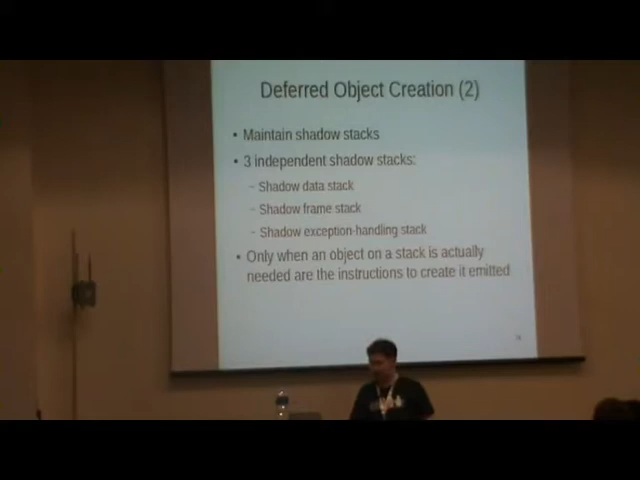 Deferred Object Creation (2)
• Maintain shadow stacks
• 3 independent shadow stacks:
– Shadow data stack
– Shadow frame stack
– Shadow exception-handling stack
• Only when an object on a stack is actually
needed are the instructions to create it emitted